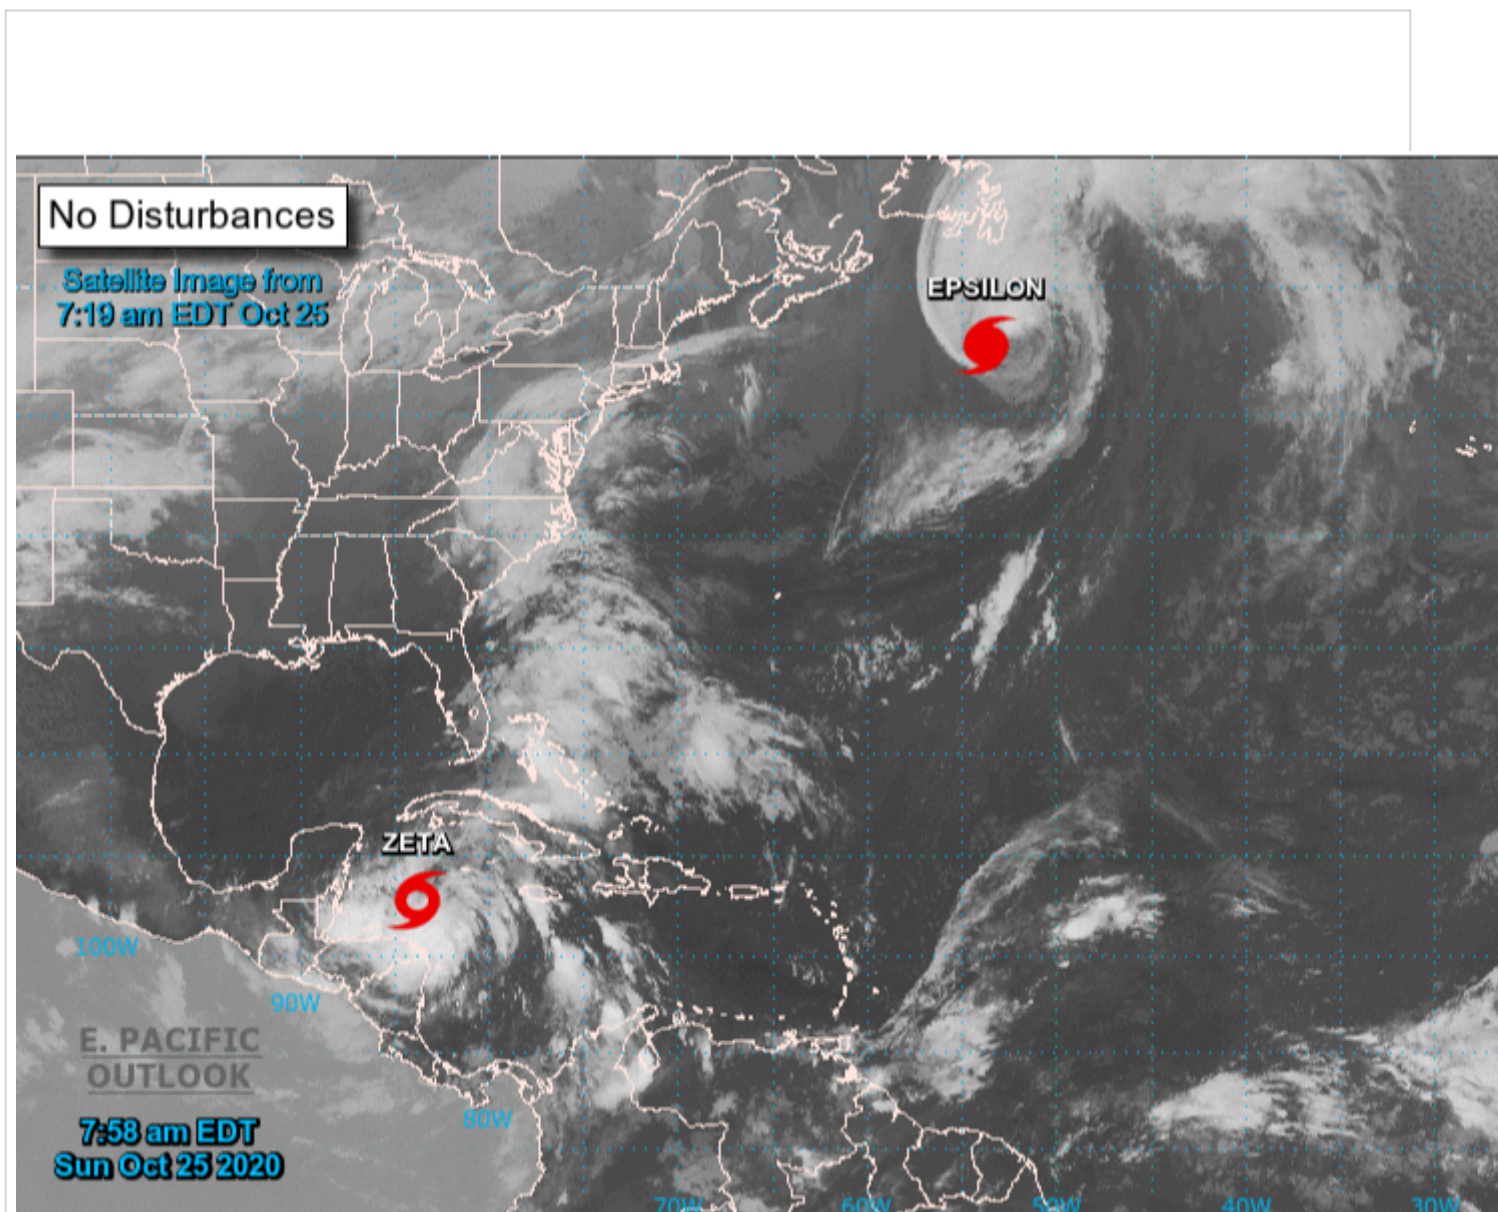 No Disturbances
Satellite Image from
7:19 am EDT Oct 25
EPSILON
ZETA
100W
90W
E. PACIFIC
OUTLOOK
80W
7:58 am EDT
Sun Oct 25 2020
70W
60W
50W
40W
30W